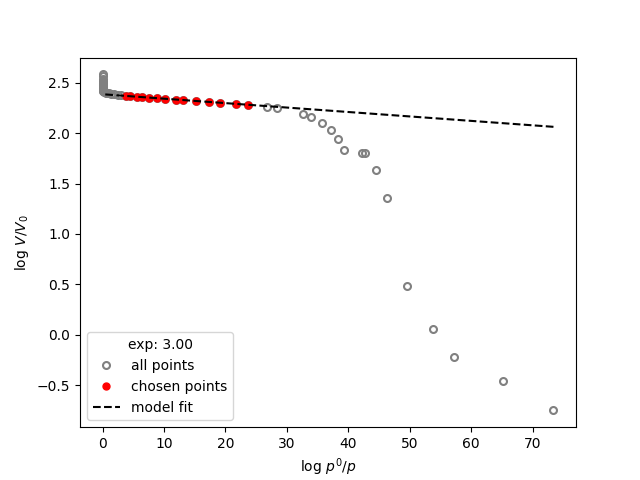 2.5
2.0
1.5
1.0
0.5
0.0
−0.5
log V/V₀
exp: 3.00
all points
chosen points
model fit
0 10 20 30 40 50 60 70
log p⁰/p